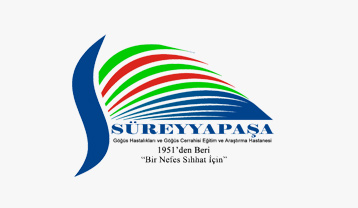 SÜREYYAPAŞA
Göğüs Hastalıkları ve Göğüs Cerrahisi Eğitim ve Araştırma Hastanesi
1951'den Beri
"Bir Nefes Sıhhat İçin"